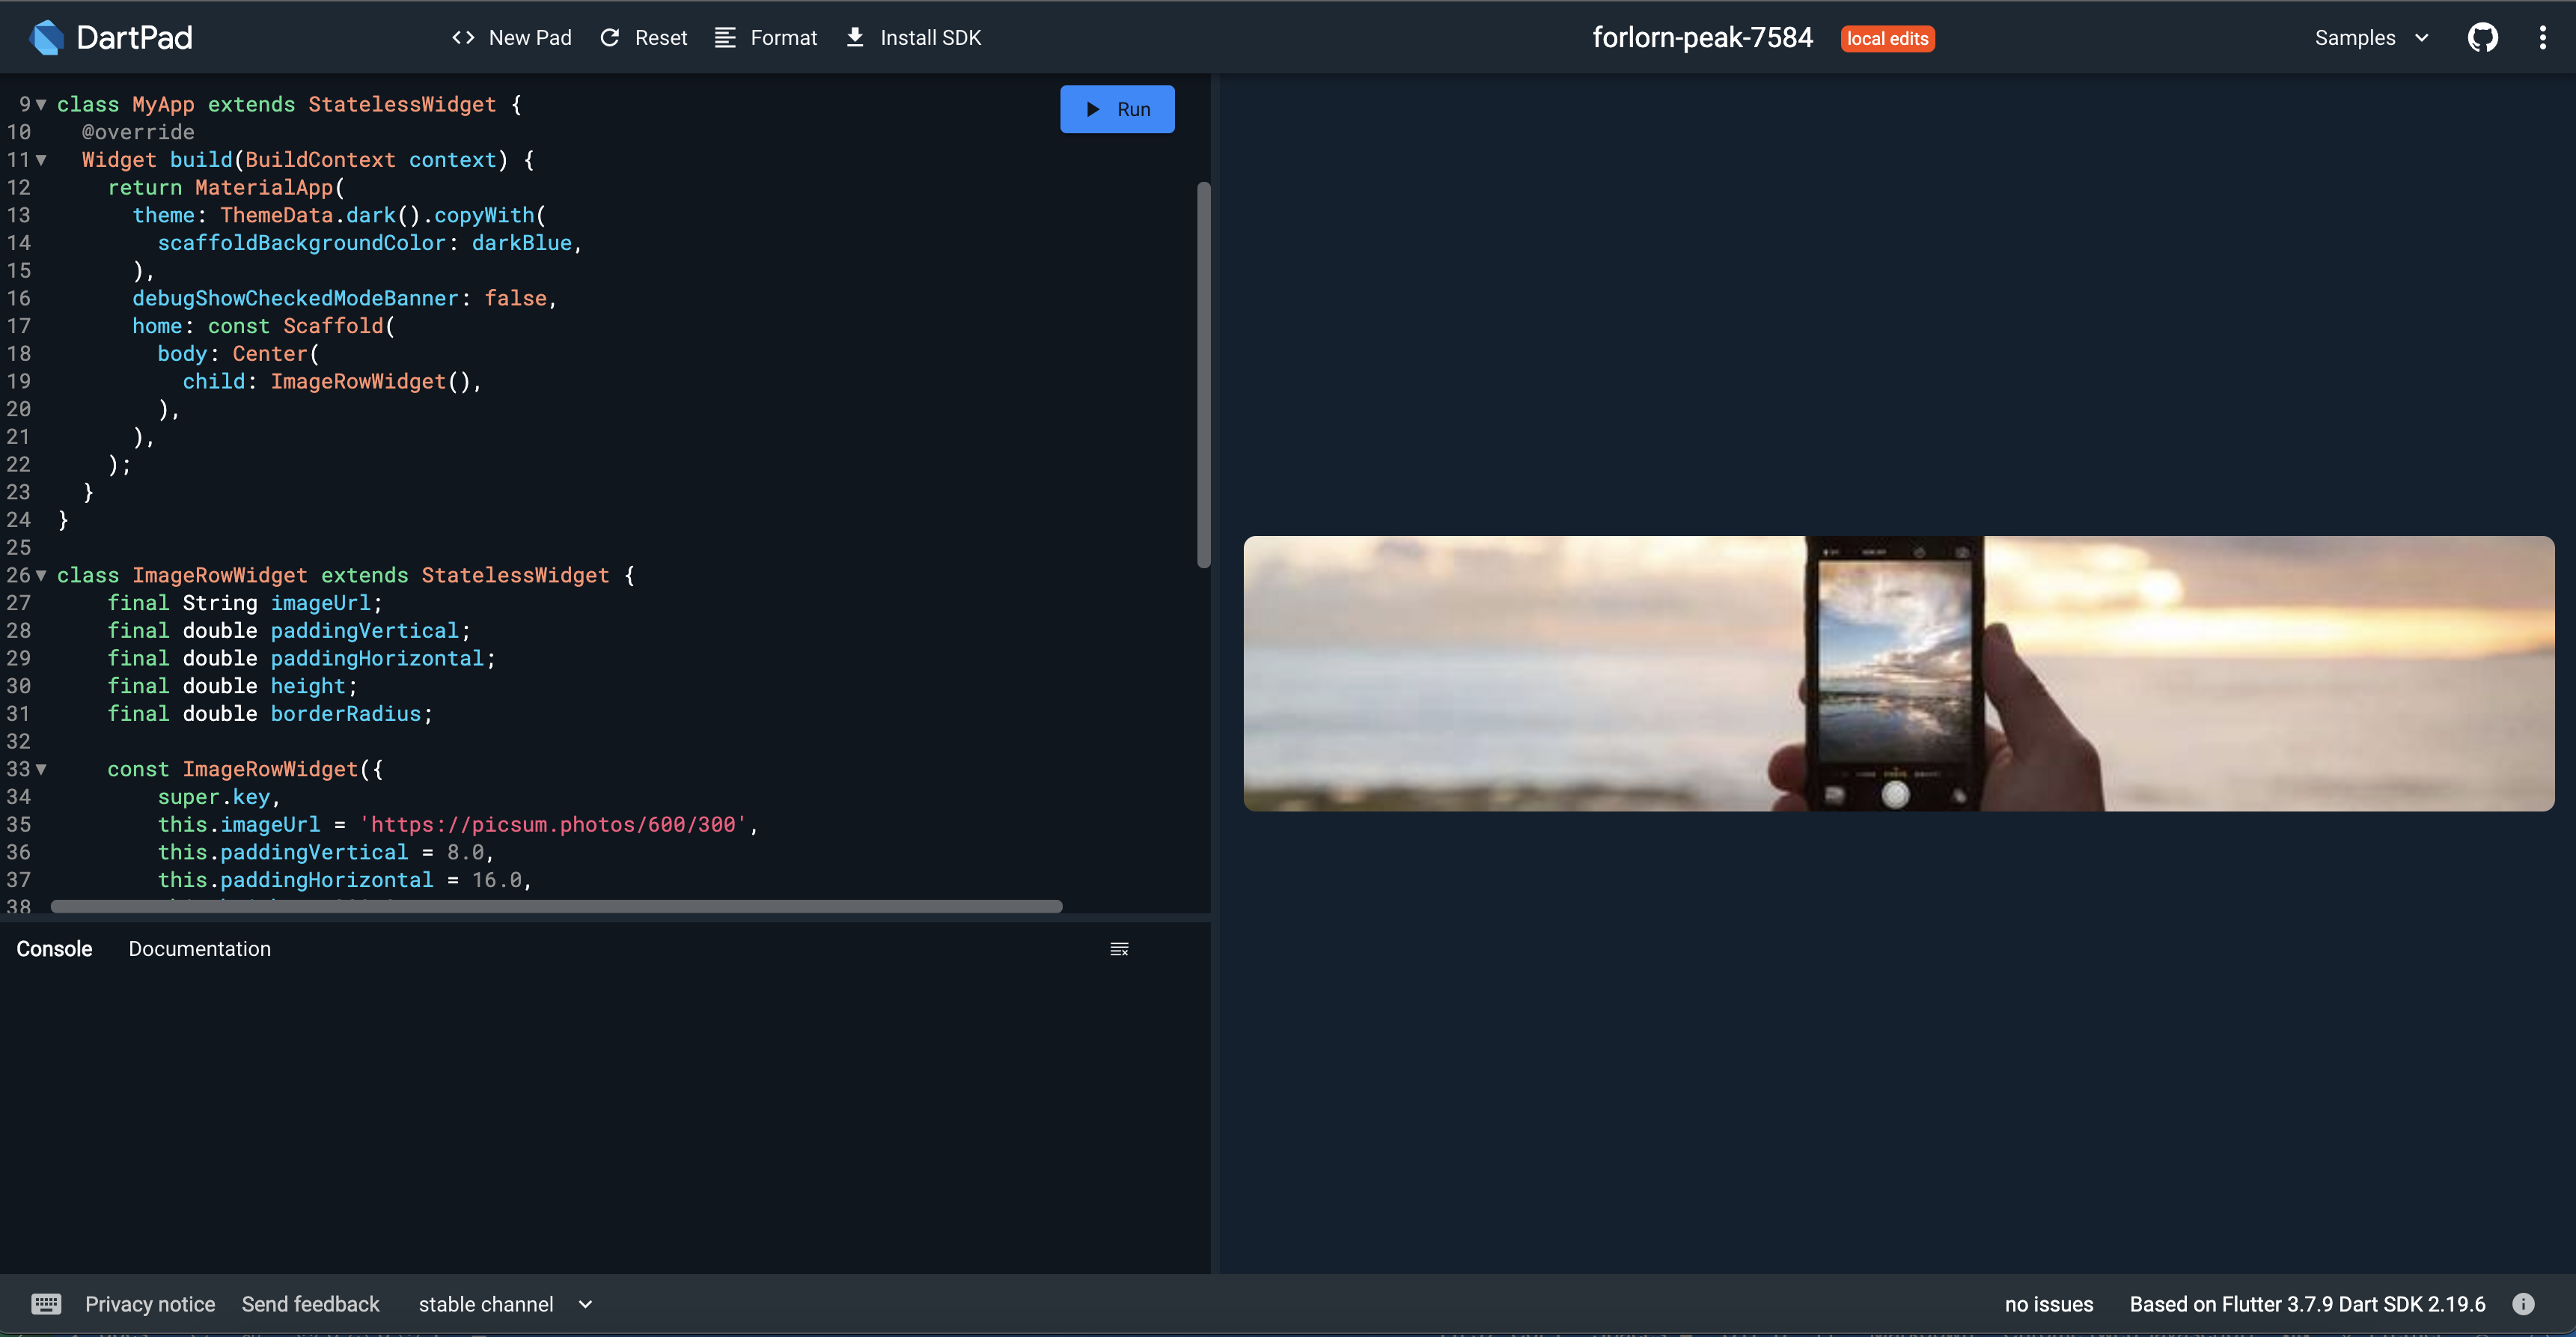 DartPad
New Pad
Reset
Format
Install SDK
forlorn-peak-7584
local edits
Samples
Run
9 class MyApp extends StatelessWidget {
10 @override
11 Widget build(BuildContext context) {
12 return MaterialApp(
13 theme: ThemeData.dark().copyWith(
14 scaffoldBackgroundColor: darkBlue,
15 ),
16 debugShowCheckedModeBanner: false,
17 home: const Scaffold(
18 body: Center(
19 child: ImageRowWidget(),
20 ),
21 ),
22 );
23 }
24 }
25
26 class ImageRowWidget extends StatelessWidget {
27 final String imageUrl;
28 final double paddingVertical;
29 final double paddingHorizontal;
30 final double height;
31 final double borderRadius;
32
33 const ImageRowWidget({
34 super.key,
35 this.imageUrl = 'https://picsum.photos/600/300',
36 this.paddingVertical = 8.0,
37 this.paddingHorizontal = 16.0,
38
Console
Documentation
Privacy notice
Send feedback
stable channel
no issues
Based on Flutter 3.7.9 Dart SDK 2.19.6